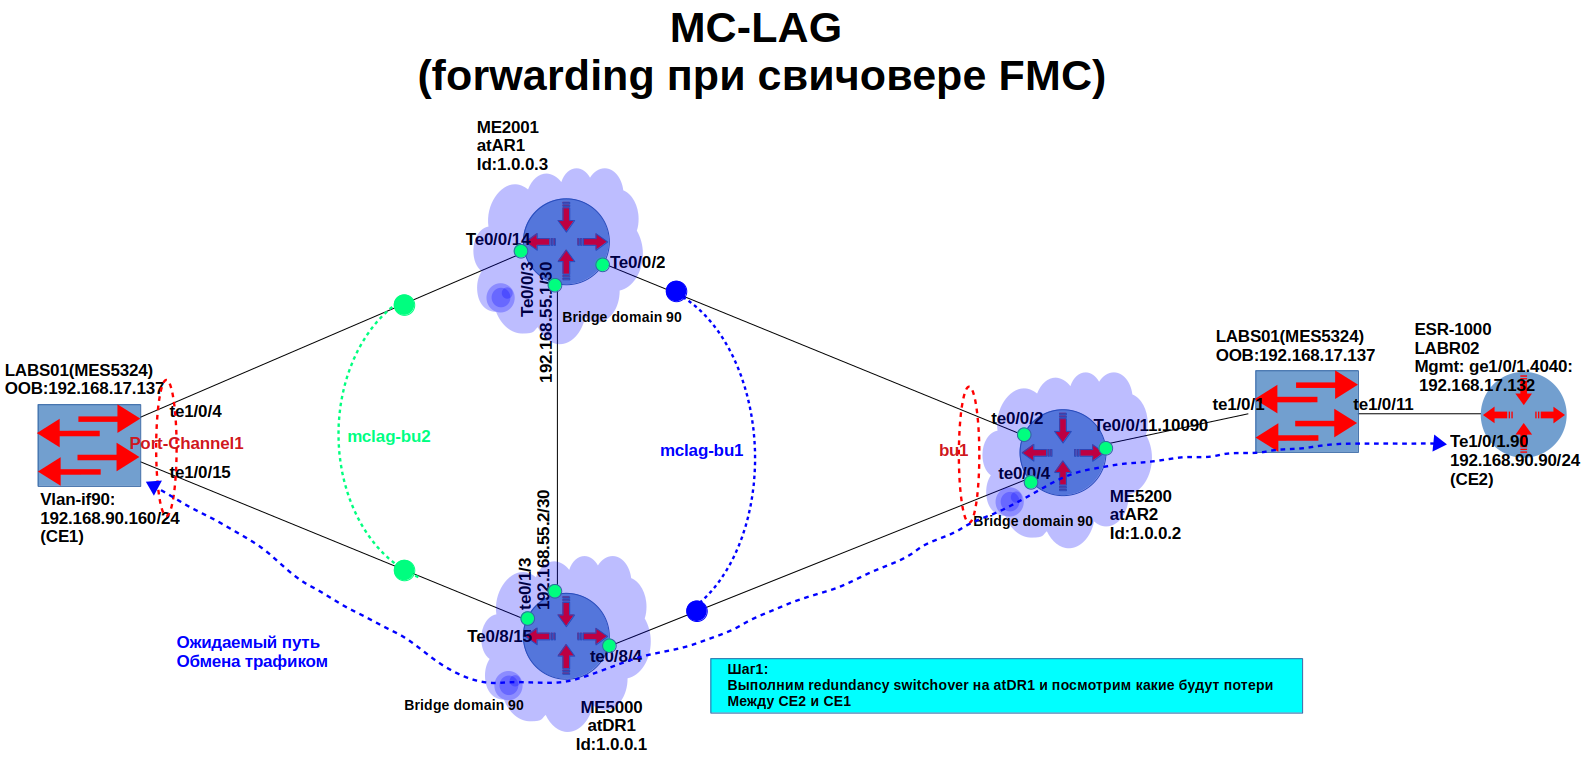 MC-LAG
(forwarding при свичовере FMC)
ME2001
atAR1
Id:1.0.0.3
Te0/0/14
Te0/0/3
192.168.55.1/30
Te0/0/2
Bridge domain 90
LABS01(MES5324)
OOB:192.168.17.137
te1/0/4
Port-Channel1
te1/0/15
Vlan-if90:
192.168.90.160/24
(CE1)
mclag-bu2
mclag-bu1
bu1
te0/0/2
te0/0/4
Te0/0/11.10090
Bridge domain 90
ME5200
atAR2
Id:1.0.0.2
LABS01(MES5324)
OOB:192.168.17.137
te1/0/1
te1/0/11
ESR-1000
LABR02
Mgmt: ge1/0/1.4040:
192.168.17.132
Te1/0/1.90
192.168.90.90/24
(CE2)
te0/1/3
192.168.55.2/30
Te0/8/15
te0/8/4
Bridge domain 90
ME5000
atDR1
Id:1.0.0.1
Ожидаемый путь
Обмена трафиком
Шаг1:
Выполним redundancy switchover на atDR1 и посмотрим какие будут потери
Между CE2 и CE1